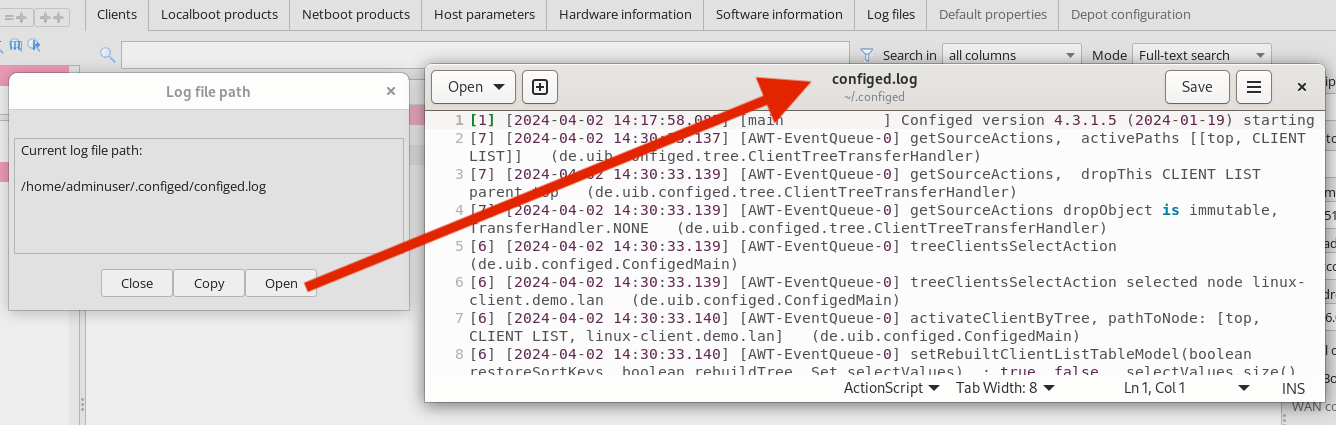 Clients Localboot products Netboot products Host parameters Hardware information Software information Log files Default properties Depot configuration
Search in all columns Mode Full-text search
Log file path
Current log file path:
/home/adminuser/.configed/configed.log
Close Copy Open
Open configed.log Save
~/.configed
1 [1] [2024-04-02 14:17:58.08 [main ] Configed version 4.3.1.5 (2024-01-19) starting
2 [7] [2024-04-02 14:30:33.137] [AWT-EventQueue-0] getSourceActions, activePaths [[top, CLIENT
LIST]] (de.uib.configed.tree.ClientTreeTransferHandler)
3 [7] [2024-04-02 14:30:33.139] [AWT-EventQueue-0] getSourceActions, dropThis CLIENT LIST
parent top (de.uib.configed.tree.ClientTreeTransferHandler)
4 [7] [2024-04-02 14:30:33.139] [AWT-EventQueue-0] getSourceActions dropObject is immutable,
TransferHandler.NONE (de.uib.configed.tree.ClientTreeTransferHandler)
5 [6] [2024-04-02 14:30:33.139] [AWT-EventQueue-0] treeClientsSelectAction
(de.uib.configed.ConfigedMain)
6 [6] [2024-04-02 14:30:33.139] [AWT-EventQueue-0] treeClientsSelectAction selected node linux-
client.demo.lan (de.uib.configed.ConfigedMain)
7 [6] [2024-04-02 14:30:33.140] [AWT-EventQueue-0] activateClientByTree, pathToNode: [top,
CLIENT LIST, linux-client.demo.lan] (de.uib.configed.ConfigedMain)
8 [6] [2024-04-02 14:30:33.140] [AWT-EventQueue-0] setRebuiltClientListTableModel(boolean
restoreSortKeys, boolean rebuildTree, Set selectValues) : true, false, selectValues.size()
ActionScript Tab Width: 8 Ln 1, Col 1 INS
WAN co